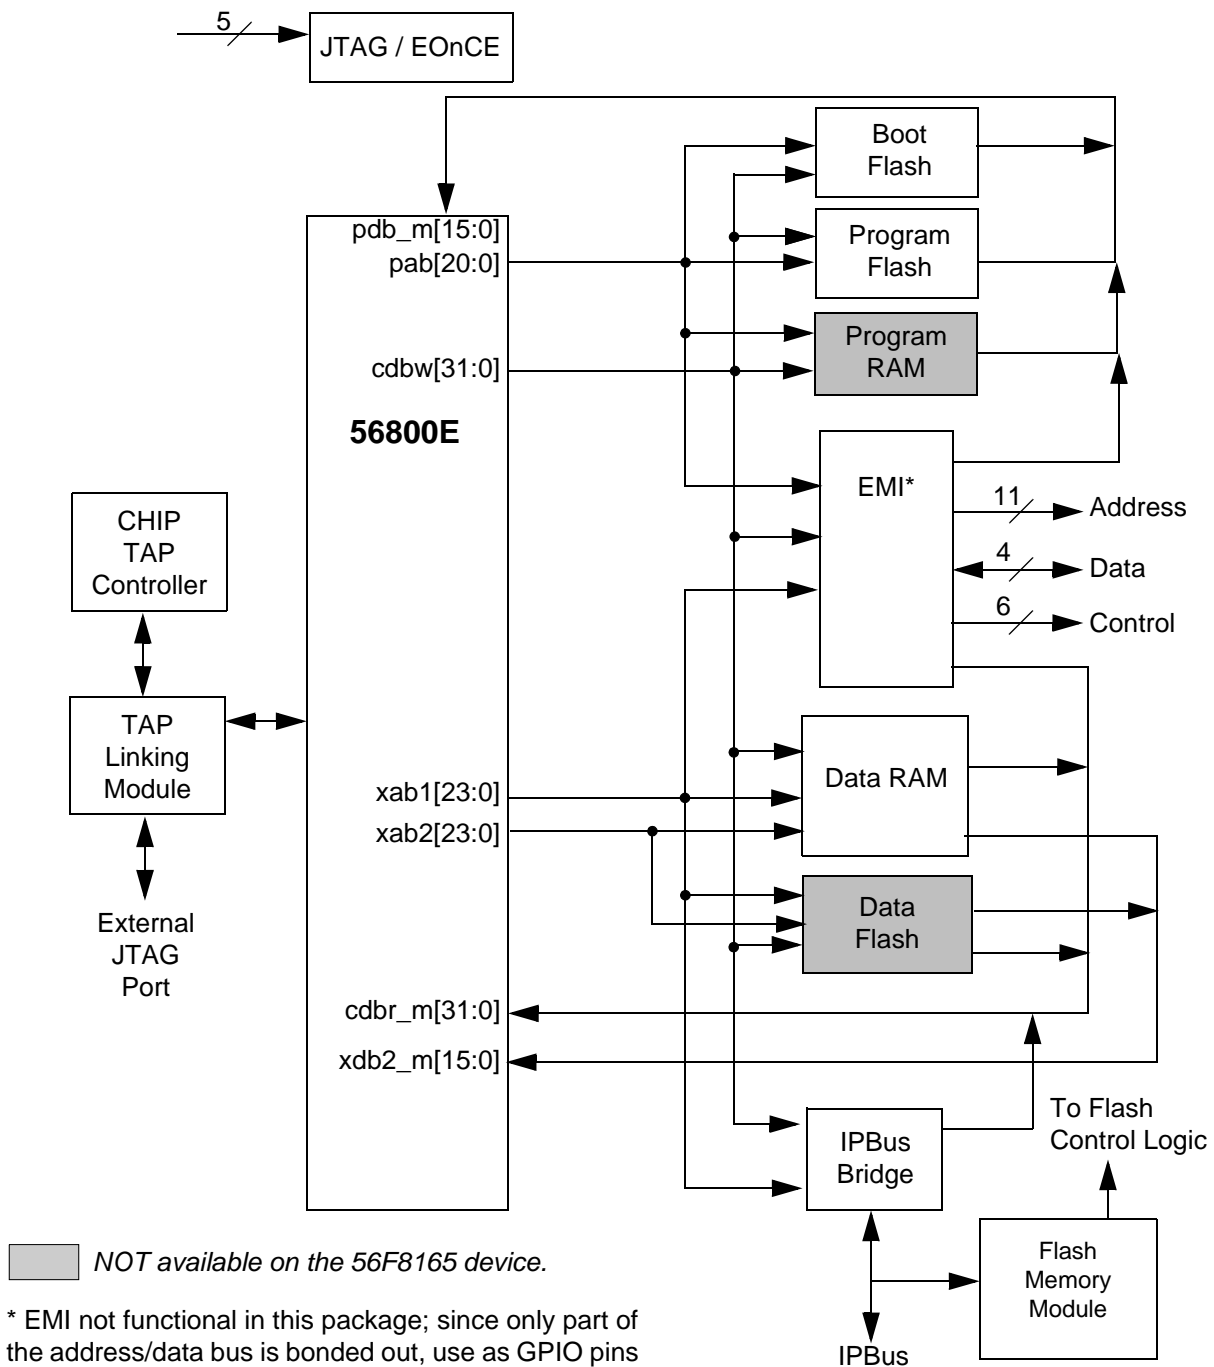 5
JTAG / EOnCE
Boot
Flash
pdb_m[15:0]
pab[20:0]
Program
Flash
cdbw[31:0]
Program
RAM
56800E
EMI*
11
Address
4
Data
6
Control
CHIP
TAP
Controller
TAP
Linking
Module
External
JTAG
Port
xab1[23:0]
xab2[23:0]
Data RAM
Data
Flash
cdbr_m[31:0]
xdb2_m[15:0]
IPBus
Bridge
To Flash
Control Logic
Flash
Memory
Module
IPBus
NOT available on the 56F8165 device.
* EMI not functional in this package; since only part of
the address/data bus is bonded out, use as GPIO pins